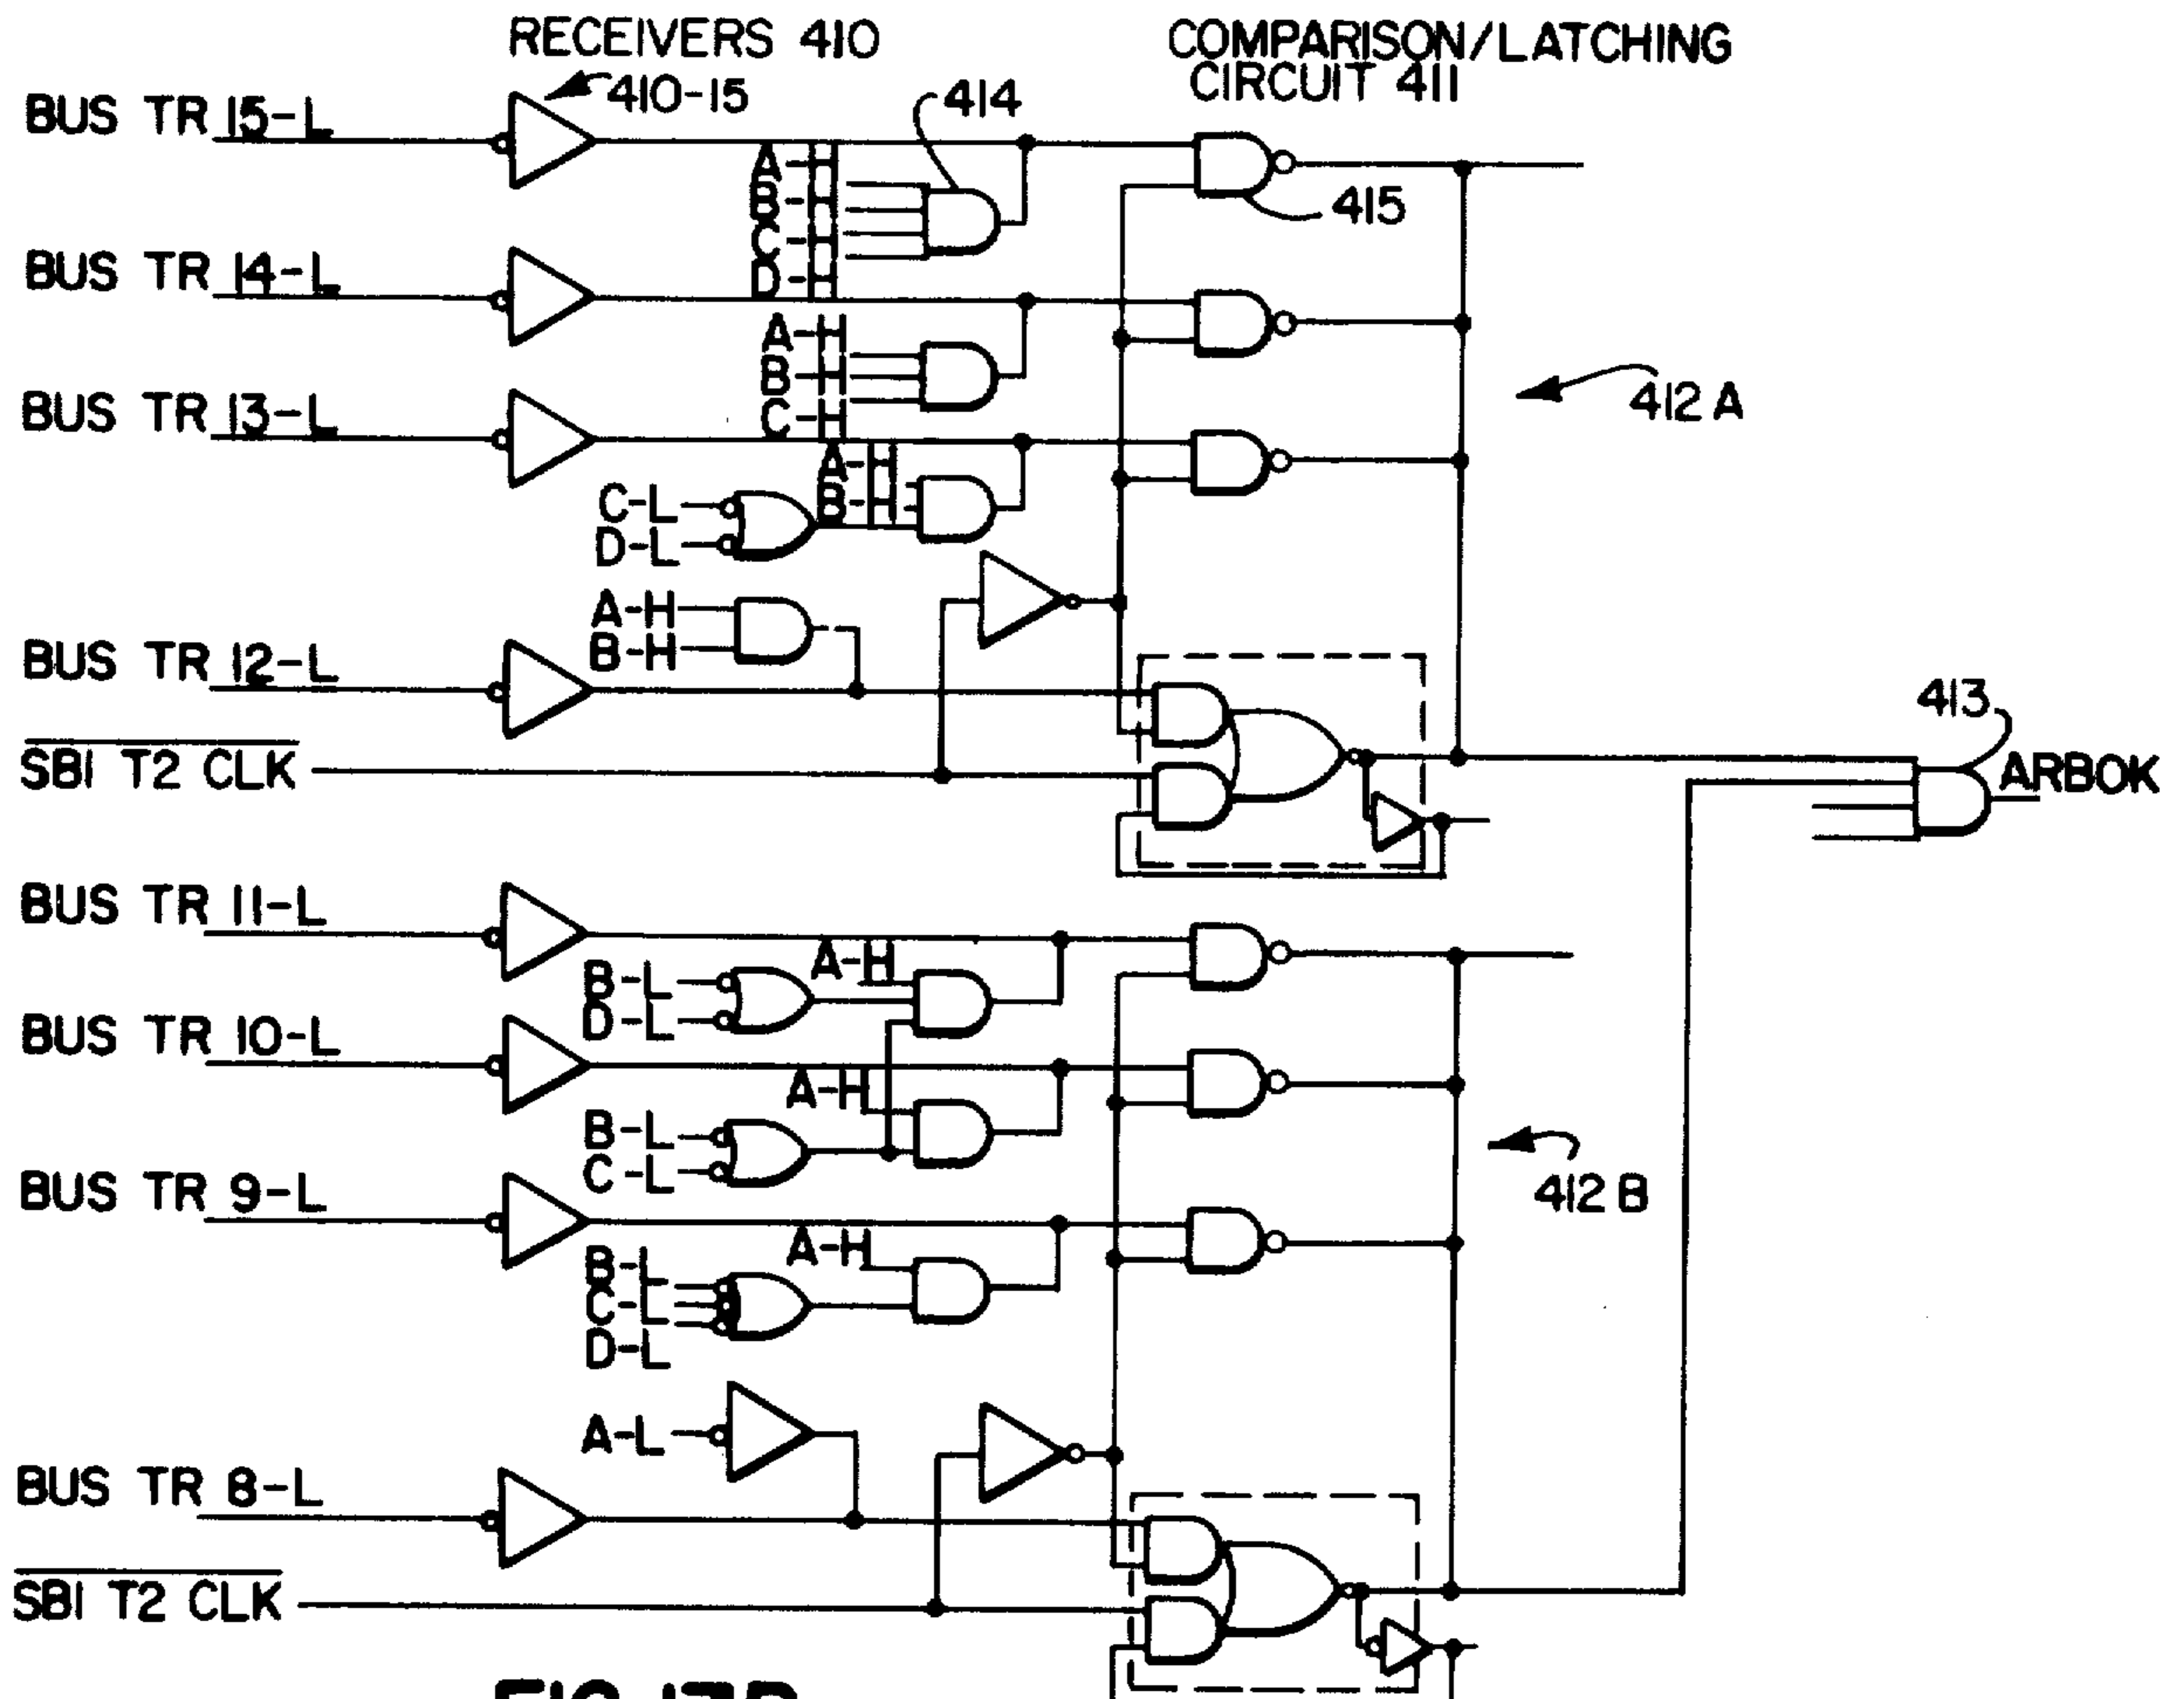 RECEIVERS 410
COMPARISON/LATCHING
CIRCUIT 411
410-15
414
BUS TR 15-L
A-H
B-H
C-H
D-H
415
BUS TR 14-L
A-H
B-H
C-H
412A
BUS TR 13-L
A-H
B-H
C-L
D-L
A-H
B-H
BUS TR 12-L
413
SBI T2 CLK
ARBOK
BUS TR 11-L
A-H
B-L
D-L
BUS TR 10-L
A-H
B-L
C-L
412B
BUS TR 9-L
A-H
B-L
C-L
D-L
A-L
BUS TR 8-L
SBI T2 CLK